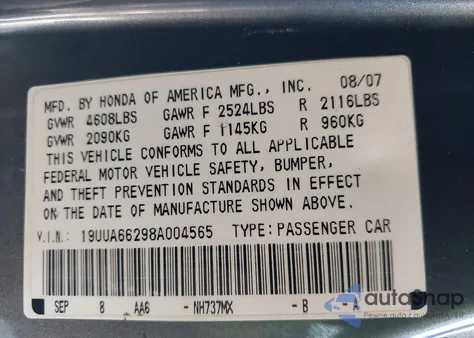 MFD. BY HONDA OF AMERICA MFG., INC. 08/07
GVWR 4608LBS GAWR F 2524LBS R 2116LBS
GVWR 2090KG GAWR F 1145KG R 960KG
THIS VEHICLE CONFORMS TO ALL APPLICABLE
FEDERAL MOTOR VEHICLE SAFETY, BUMPER,
AND THEFT PREVENTION STANDARDS IN EFFECT
ON THE DATE OF MANUFACTURE SHOWN ABOVE.
V.I.N.: 19UUA66298A004565 TYPE:PASSENGER CAR
SEP 8 AA6 -NH737MX -B -A
autoSnap